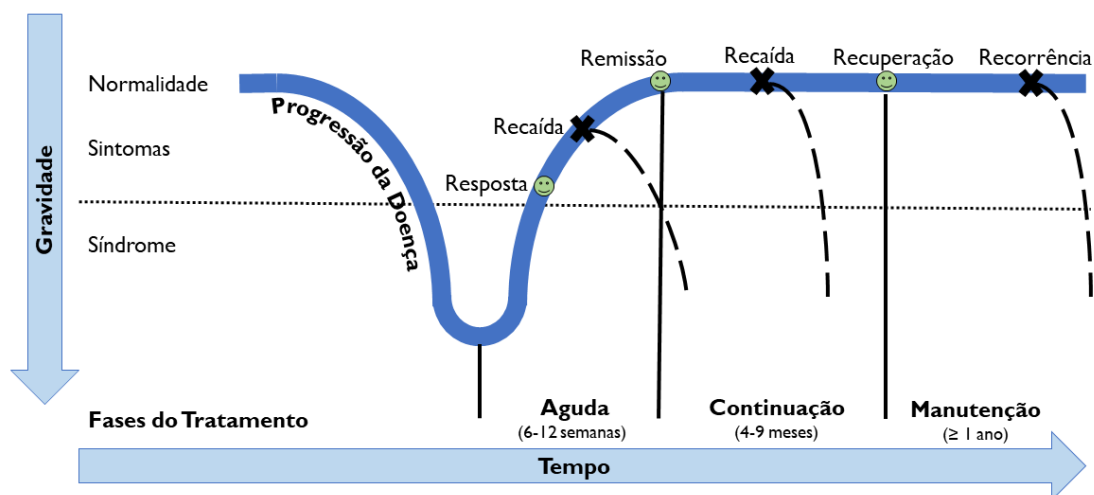 Gravidade
Normalidade
Sintomas
Síndrome
Progressão da Doença
Resposta
Recaída
Remissão
Recaída
Recuperação
Recorrência
Fases do Tratamento
Aguda
(6-12 semanas)
Continuação
(4-9 meses)
Manutenção
(≥ 1 ano)
Tempo